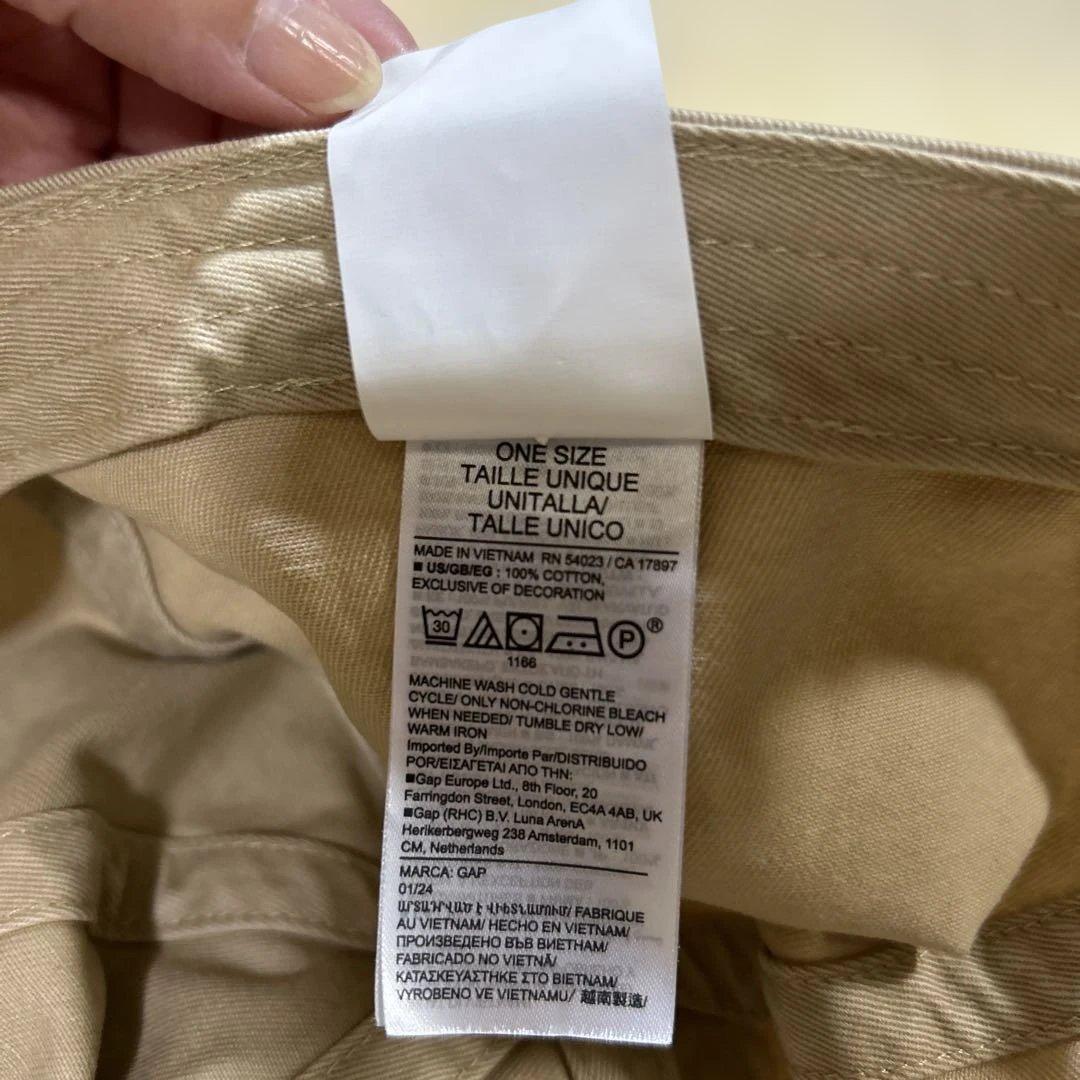 ONE SIZE
TAILLE UNIQUE
UNITALLA/
TALLE UNICO
MADE IN VIETNAM RN 54023 / CA 17897
■ US/GB/EG : 100% COTTON,
EXCLUSIVE OF DECORATION
30 P ®
1166
MACHINE WASH COLD GENTLE
CYCLE/ ONLY NON-CHLORINE BLEACH
WHEN NEEDED/ TUMBLE DRY LOW/
WARM IRON
Imported By/Importe Par/DISTRIBUIDO
POR/ΕΙΣΑΓΕΤΑΙ ΑΠΟ ΤΗΝ:
■Gap Europe Ltd., 8th Floor, 20
Farringdon Street, London, EC4A 4AB, UK
■Gap (RHC) B.V. Luna ArenA
Herikerbergweg 238 Amsterdam, 1101
CM, Netherlands
MARCA: GAP
01/24
ԱՐՏԱԴՎԱԾ Է ՎԻԵՏՆԱՄՈՒՄ/ FABRIQUE
AU VIETNAM/ HECHO EN VIETNAM/
ПРОИЗВЕДЕНО ВЪВ ВИЕТНАМ/
FABRICADO NO VIETNÃ/
ΚΑΤΑΣΚΕΥΑΣΤΗΚΕ ΣΤΟ ΒΙΕΤΝΑΜ/
VYROBENO VE VIETNAMU/ 越南製造/